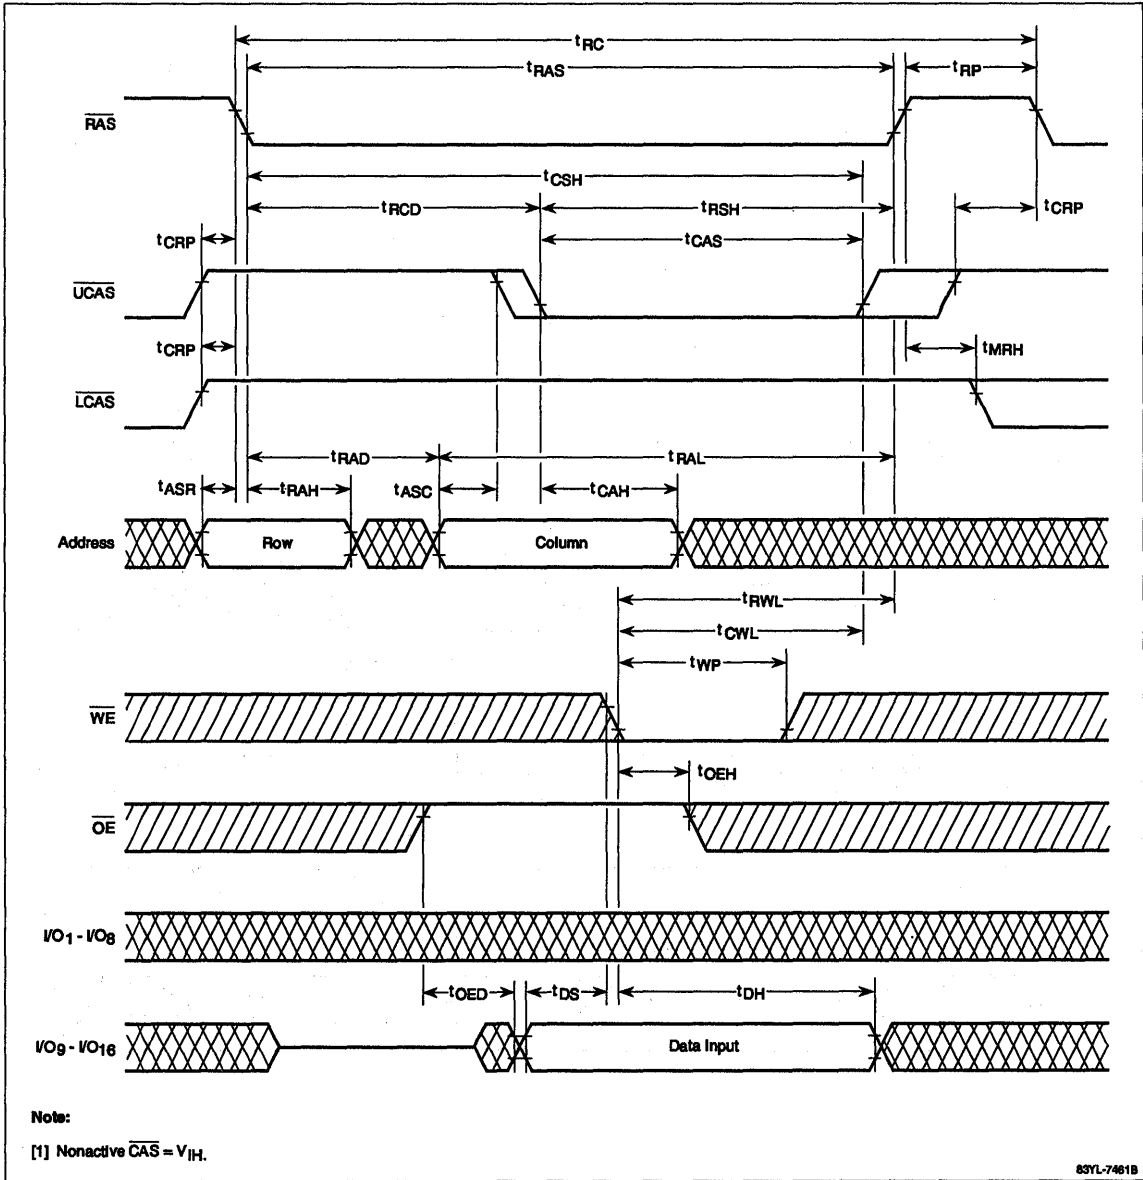 tRC
tRAS
tRP
RAS
tCSH
tRCD
tRSH
tCRP
tCRP
tCAS
UCAS
tCRP
tMRH
LCAS
tRAD
tRAL
tASR
tRAH
tASC
tCAH
Address
Row
Column
tRWL
tCWL
tWP
WE
tOEH
OE
I/O1 - I/O8
tOED
tDS
tDH
I/O9 - I/O16
Data Input
Note:
[1] Nonactive CAS = VIH.
83YL-7461B